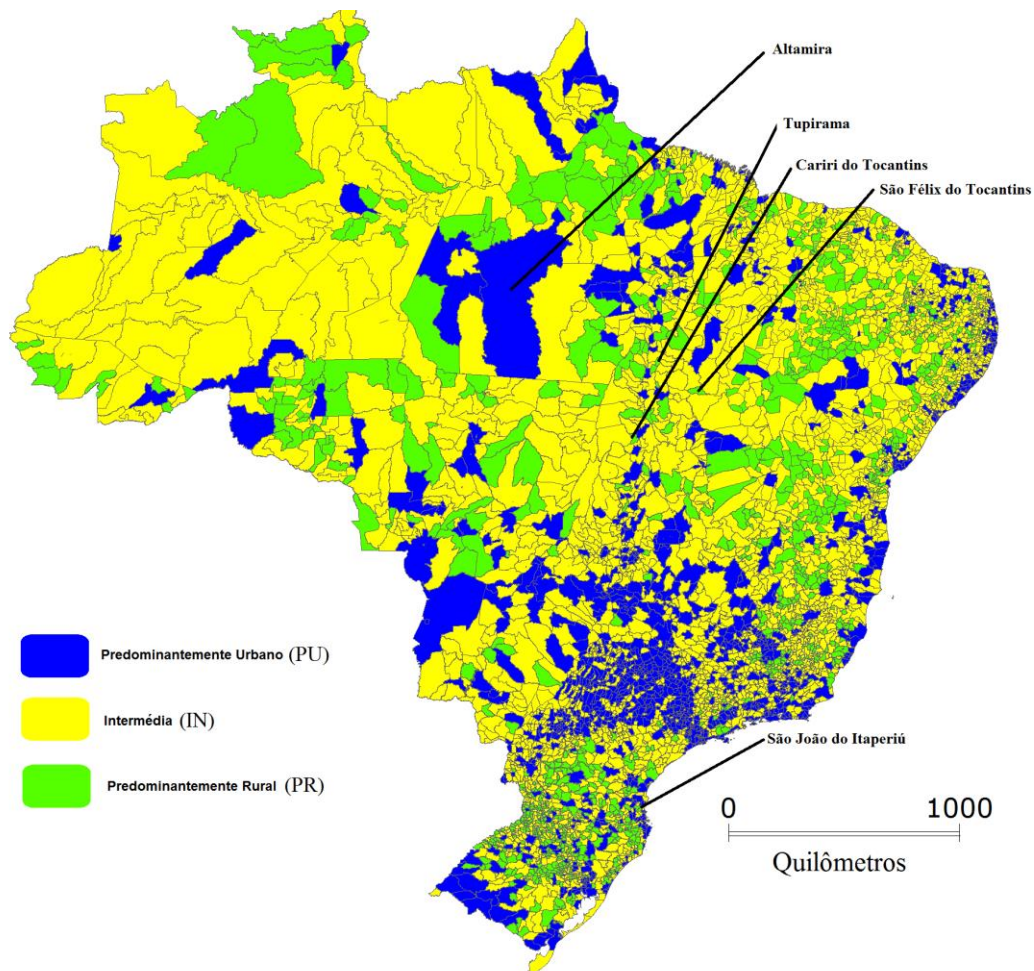 Altamira
Tupirama
Cariri do Tocantins
São Félix do Tocantins
Predominantemente Urbano (PU)
Intermédia (IN)
Predominantemente Rural (PR)
São João do Itaperiú
0 1000
Quilômetros